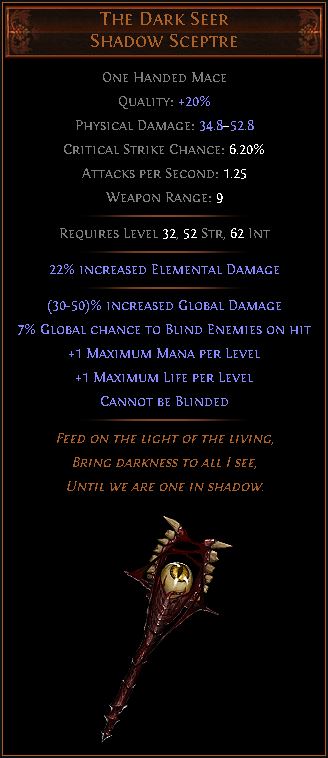 The Dark Seer
Shadow Sceptre
One Handed Mace
Quality: +20%
Physical Damage: 34.8–52.8
Critical Strike Chance: 6.20%
Attacks per Second: 1.25
Weapon Range: 9
Requires Level 32, 52 Str, 62 Int
22% increased Elemental Damage
(30-50)% increased Global Damage
7% Global chance to Blind Enemies on hit
+1 Maximum Mana per Level
+1 Maximum Life per Level
Cannot be Blinded
Feed on the light of the living,
Bring darkness to all I see,
Until we are one in shadow.